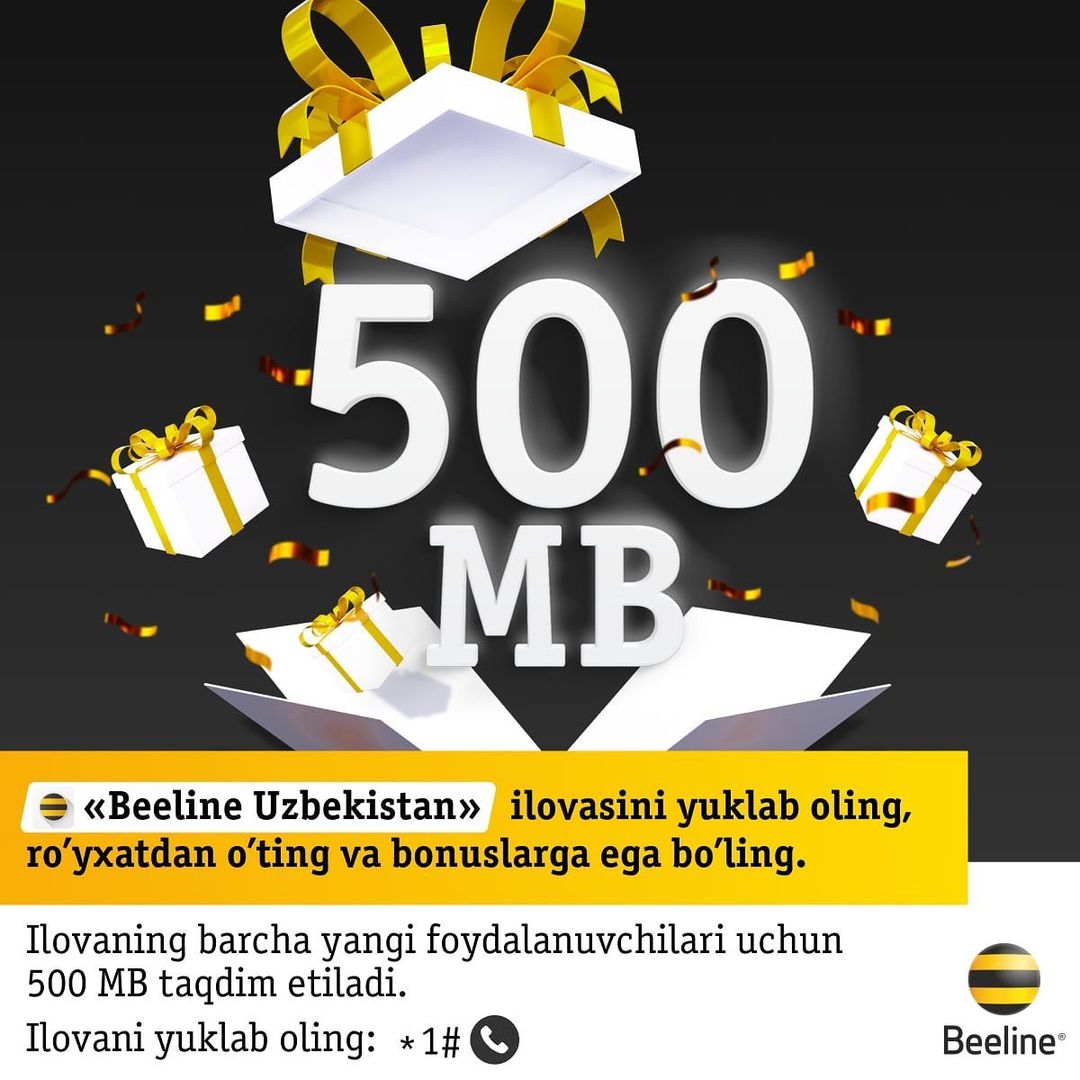 500
MB
«Beeline Uzbekistan» ilovasini yuklab oling,
ro’yxatdan o’ting va bonuslarga ega bo’ling.
Ilovaning barcha yangi foydalanuvchilari uchun
500 MB taqdim etiladi.
Ilovani yuklab oling: *1#
Beeline®